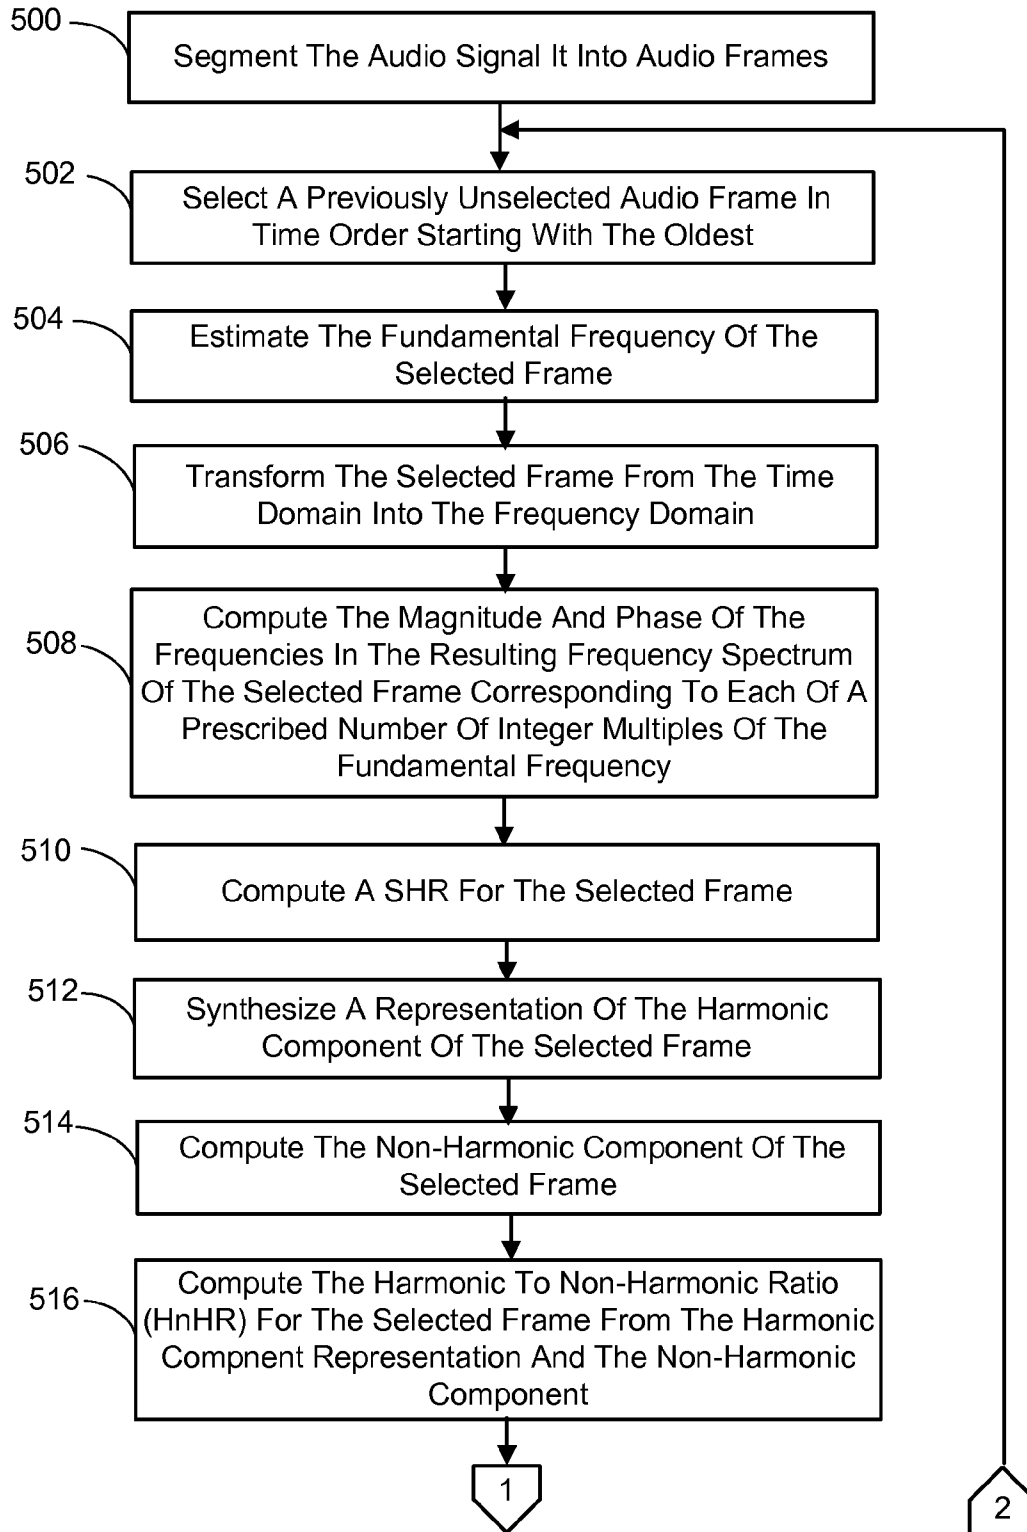 500
Segment The Audio Signal It Into Audio Frames
502
Select A Previously Unselected Audio Frame In
Time Order Starting With The Oldest
504
Estimate The Fundamental Frequency Of The
Selected Frame
506
Transform The Selected Frame From The Time
Domain Into The Frequency Domain
508
Compute The Magnitude And Phase Of The
Frequencies In The Resulting Frequency Spectrum
Of The Selected Frame Corresponding To Each Of A
Prescribed Number Of Integer Multiples Of The
Fundamental Frequency
510
Compute A SHR For The Selected Frame
512
Synthesize A Representation Of The Harmonic
Component Of The Selected Frame
514
Compute The Non-Harmonic Component Of The
Selected Frame
516
Compute The Harmonic To Non-Harmonic Ratio
(HnHR) For The Selected Frame From The Harmonic
Compnent Representation And The Non-Harmonic
Component
1
2